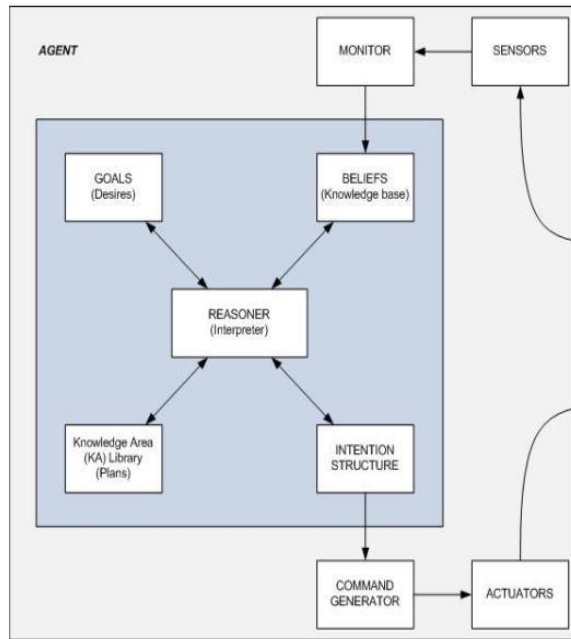 AGENT
MONITOR
SENSORS
GOALS
(Desires)
BELIEFS
(Knowledge base)
REASONER
(Interpreter)
Knowledge Area
(KA) Library
(Plans)
INTENTION
STRUCTURE
COMMAND
GENERATOR
ACTUATORS